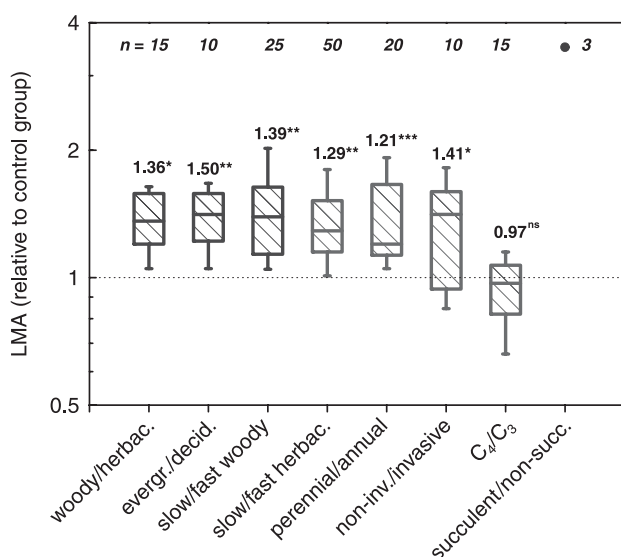 4
n = 15 10 25 50 20 10 15 3
2
1.36* 1.50** 1.39** 1.29** 1.21*** 1.41* 0.97ns
1
0.5
LMA (relative to control group)
woody/herbac.
evergr./decid.
slow/fast woody
slow/fast herbac.
perennial/annual
non-inv./invasive
C4/C3
succulent/non-succ.